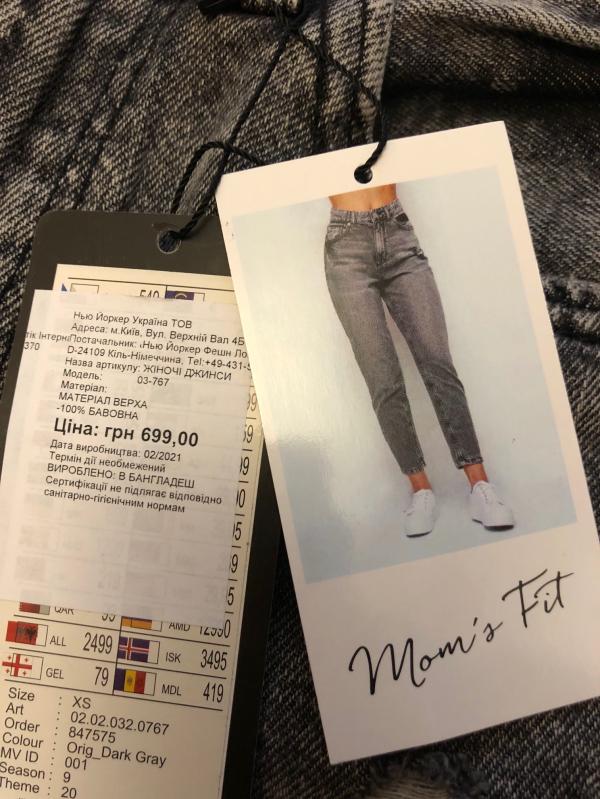 Нью Йоркер Україна ТОВ
Адреса: м.Київ, Вул. Верхній Вал 4Б
Постачальник: Нью Йоркер Фешн
370
D-24109 Кіль-Німеччина, Tel:+49-431-
Назва артикулу: ЖІНОЧІ ДЖИНСИ
Модель: 03-767
Матеріал:
МАТЕРІАЛ ВЕРХА
-100% БАВОВНА
Ціна: грн 699,00
Дата виробництва: 02/2021
Термін дії необмежений
ВИРОБЛЕНО: В БАНГЛАДЕШ
Сертифікації не підлягає відповідно
санітарно-гігієнічним нормам
QAR 99 AMD 12990
ALL 2499 ISK 3495
GEL 79 MDL 419
Size : XS
Art : 02.02.032.0767
Order : 847575
Colour : Orig_Dark Gray
MV ID : 001
Season : 9
Theme : 20
Mom's Fit